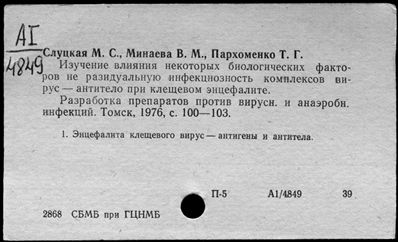 АI
4849
Слуцкая М. С., Минаева В. М., Пархоменко Т. Г.
Изучение влияния некоторых биологических факто-
ров не разидуальную инфекциозность комплексов ви-
рус — антитело при клещевом энцефалите.
Разработка препаратов против вирусн. и анаэробн.
инфекций. Томск, 1976, с. 100—103.
1. Энцефалита клещевого вирус — антигены и антитела.
П-5 А1/4849 39
2868 СБМБ при ГЦНМБ